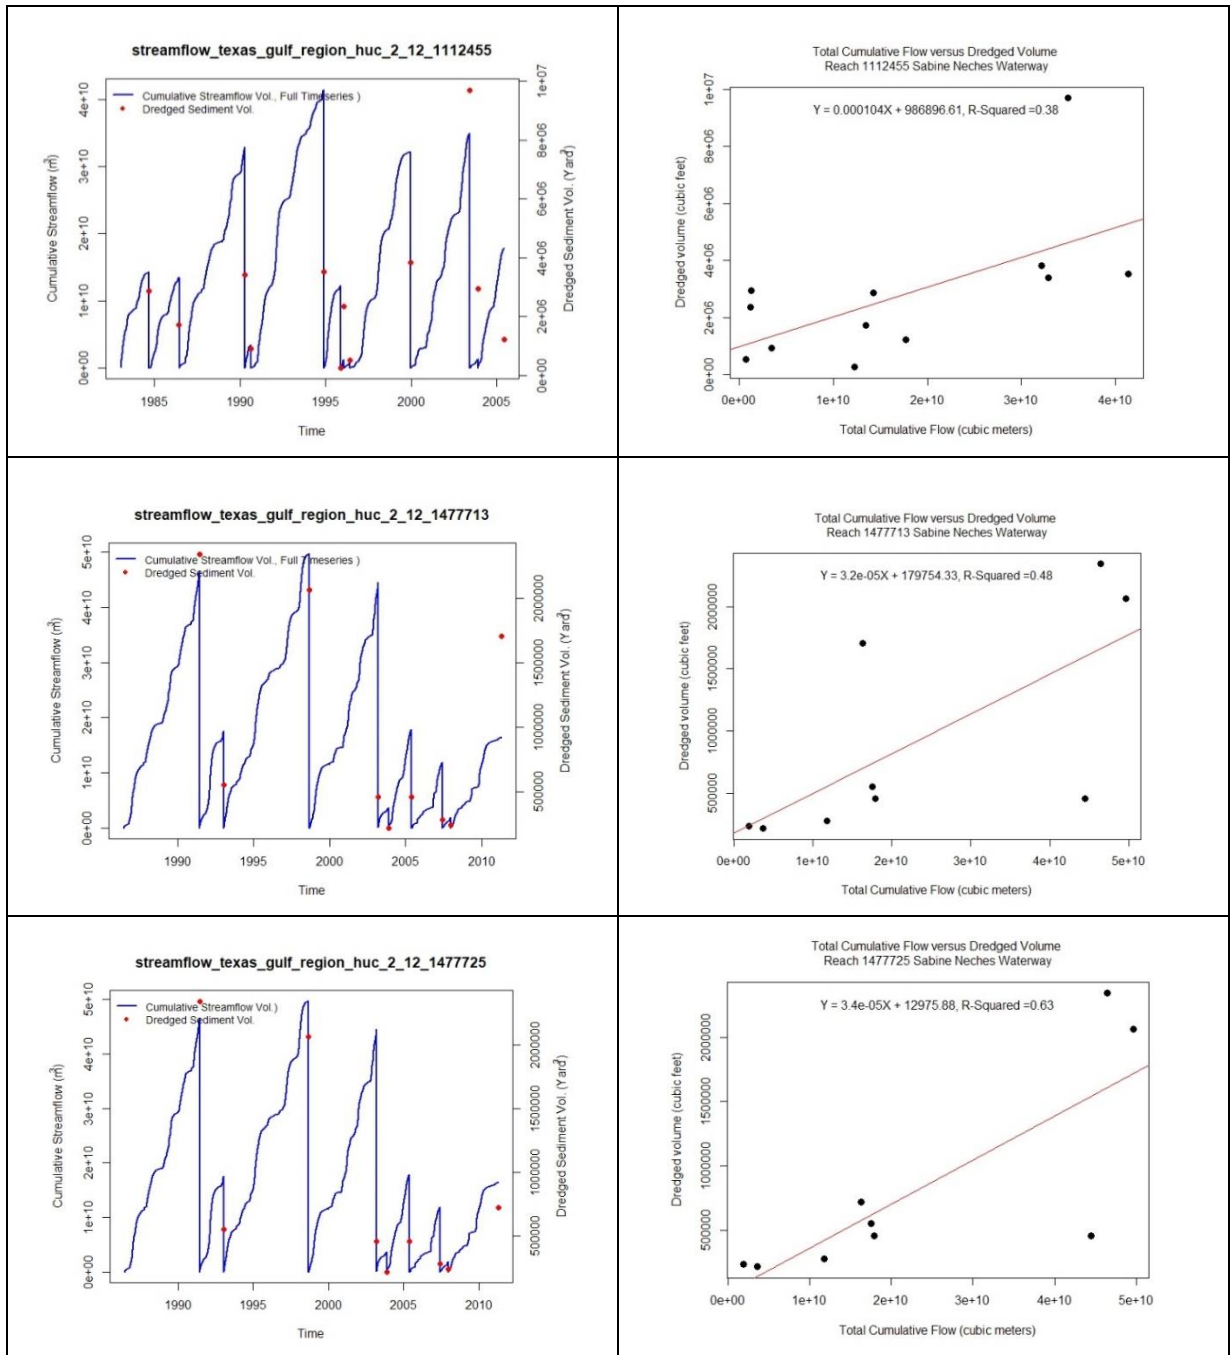 streamflow_texas_gulf_region_huc_2_12_1112455
Cumulative Streamflow Vol., Full Timeseries )
Dredged Sediment Vol.
Cumulative Streamflow (m³)
0e+00 1e+10 2e+10 3e+10 4e+10
Dredged Sediment Vol. (Yard³)
0e+00 2e+06 4e+06 6e+06 8e+06 1e+07
1985 1990 1995 2000 2005
Time
Total Cumulative Flow versus Dredged Volume
Reach 1112455 Sabine Neches Waterway
Y = 0.000104X + 986896.61, R-Squared =0.38
Dredged volume (cubic feet)
0e+00 2e+06 4e+06 6e+06 8e+06 1e+07
0e+00 1e+10 2e+10 3e+10 4e+10
Total Cumulative Flow (cubic meters)
streamflow_texas_gulf_region_huc_2_12_1477713
Cumulative Streamflow Vol., Full Timeseries )
Dredged Sediment Vol.
Cumulative Streamflow (m³)
0e+00 1e+10 2e+10 3e+10 4e+10 5e+10
Dredged Sediment Vol. (Yard³)
500000 1000000 1500000 2000000
1990 1995 2000 2005 2010
Time
Total Cumulative Flow versus Dredged Volume
Reach 1477713 Sabine Neches Waterway
Y = 3.2e-05X + 179754.33, R-Squared =0.48
Dredged volume (cubic feet)
500000 1000000 1500000 2000000
0e+00 1e+10 2e+10 3e+10 4e+10 5e+10
Total Cumulative Flow (cubic meters)
streamflow_texas_gulf_region_huc_2_12_1477725
Cumulative Streamflow Vol.)
Dredged Sediment Vol.
Cumulative Streamflow (m³)
0e+00 1e+10 2e+10 3e+10 4e+10 5e+10
Dredged Sediment Vol. (Yard³)
500000 1000000 1500000 2000000
1990 1995 2000 2005 2010
Time
Total Cumulative Flow versus Dredged Volume
Reach 1477725 Sabine Neches Waterway
Y = 3.4e-05X + 12975.88, R-Squared =0.63
Dredged volume (cubic feet)
500000 1000000 1500000 2000000
0e+00 1e+10 2e+10 3e+10 4e+10 5e+10
Total Cumulative Flow (cubic meters)